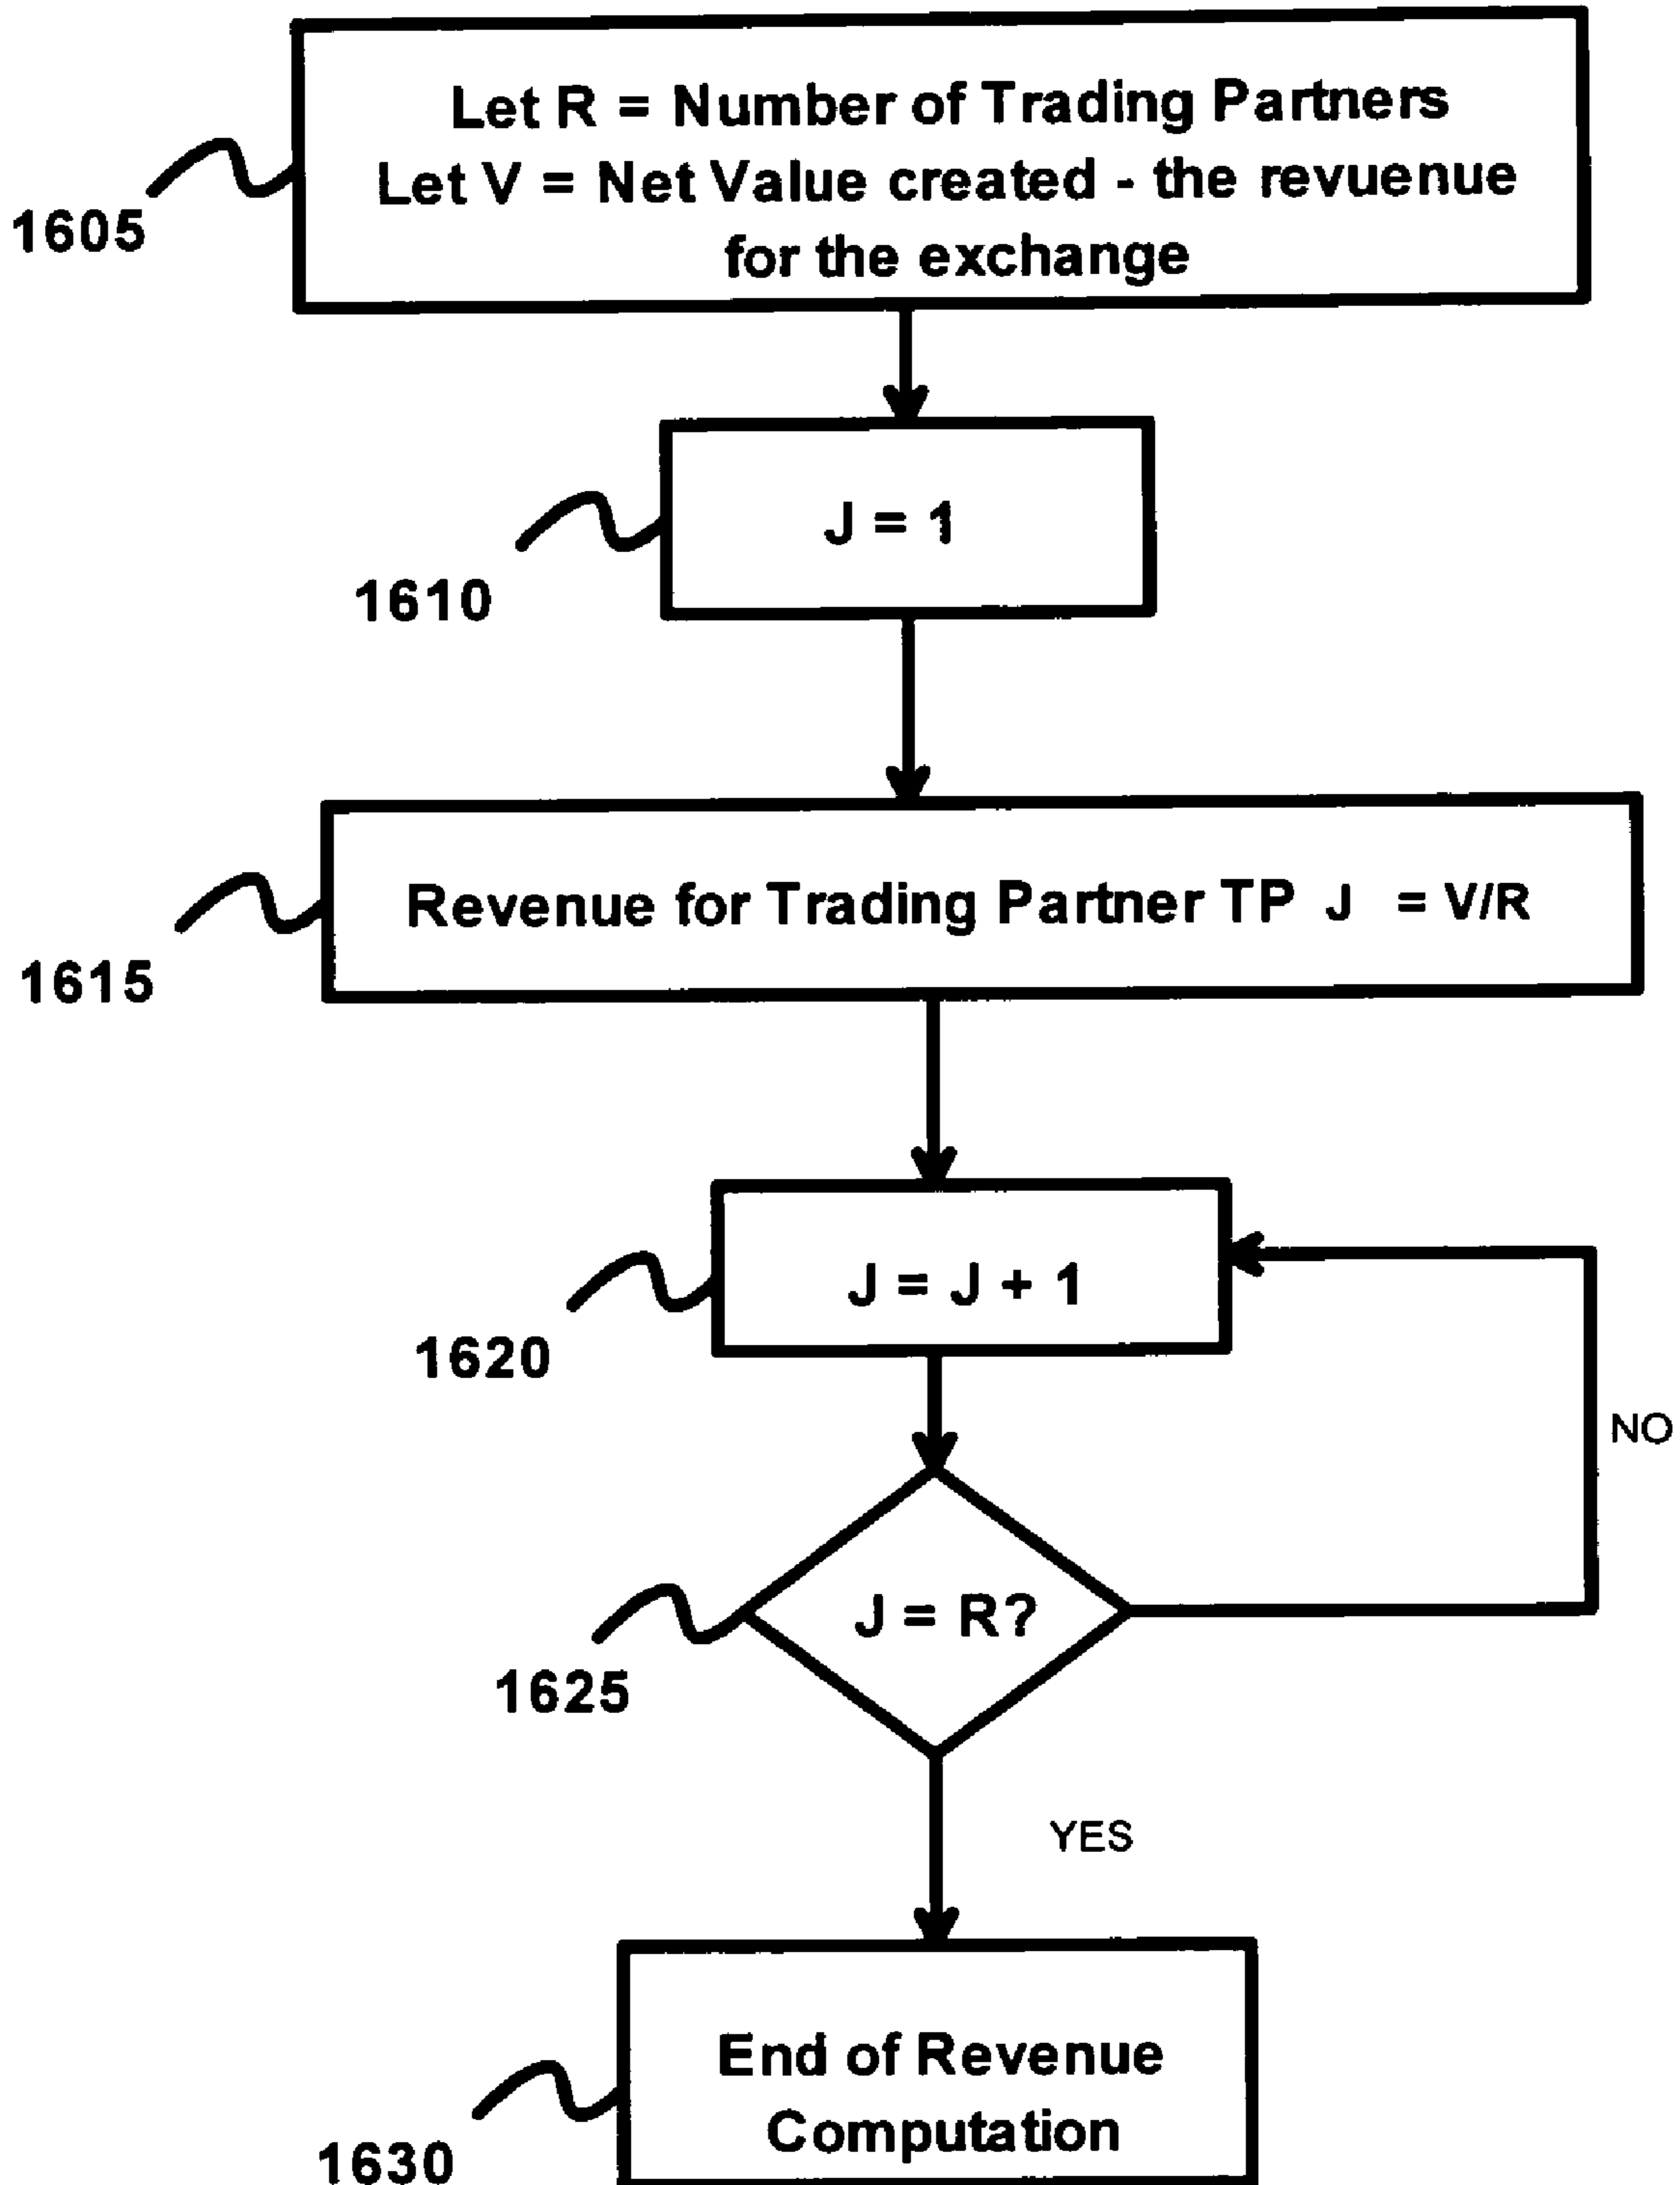 Let R = Number of Trading Partners
Let V = Net Value created - the revuenue
for the exchange
1605
J = 1
1610
Revenue for Trading Partner TP J = V/R
1615
J = J + 1
1620
NO
J = R?
1625
YES
End of Revenue
Computation
1630